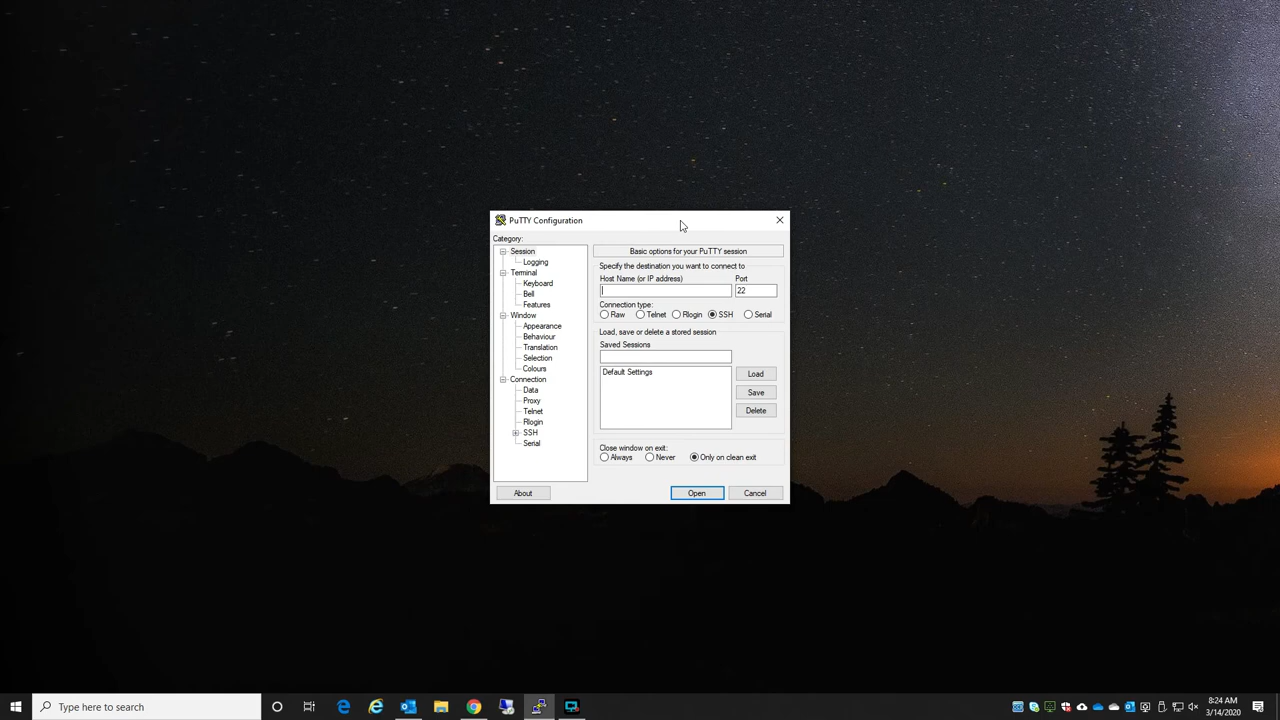 PuTTY Configuration
Category:
Session
Logging
Terminal
Keyboard
Bell
Features
Window
Appearance
Behaviour
Translation
Selection
Colours
Connection
Data
Proxy
Telnet
Rlogin
SSH
Serial
Basic options for your PuTTY session
Specify the destination you want to connect to
Host Name (or IP address) Port
22
Connection type:
Raw Telnet Rlogin SSH Serial
Load, save or delete a stored session
Saved Sessions
Default Settings
Load
Save
Delete
Close window on exit:
Always Never Only on clean exit
About Open Cancel
Type here to search
8:24 AM
3/14/2020